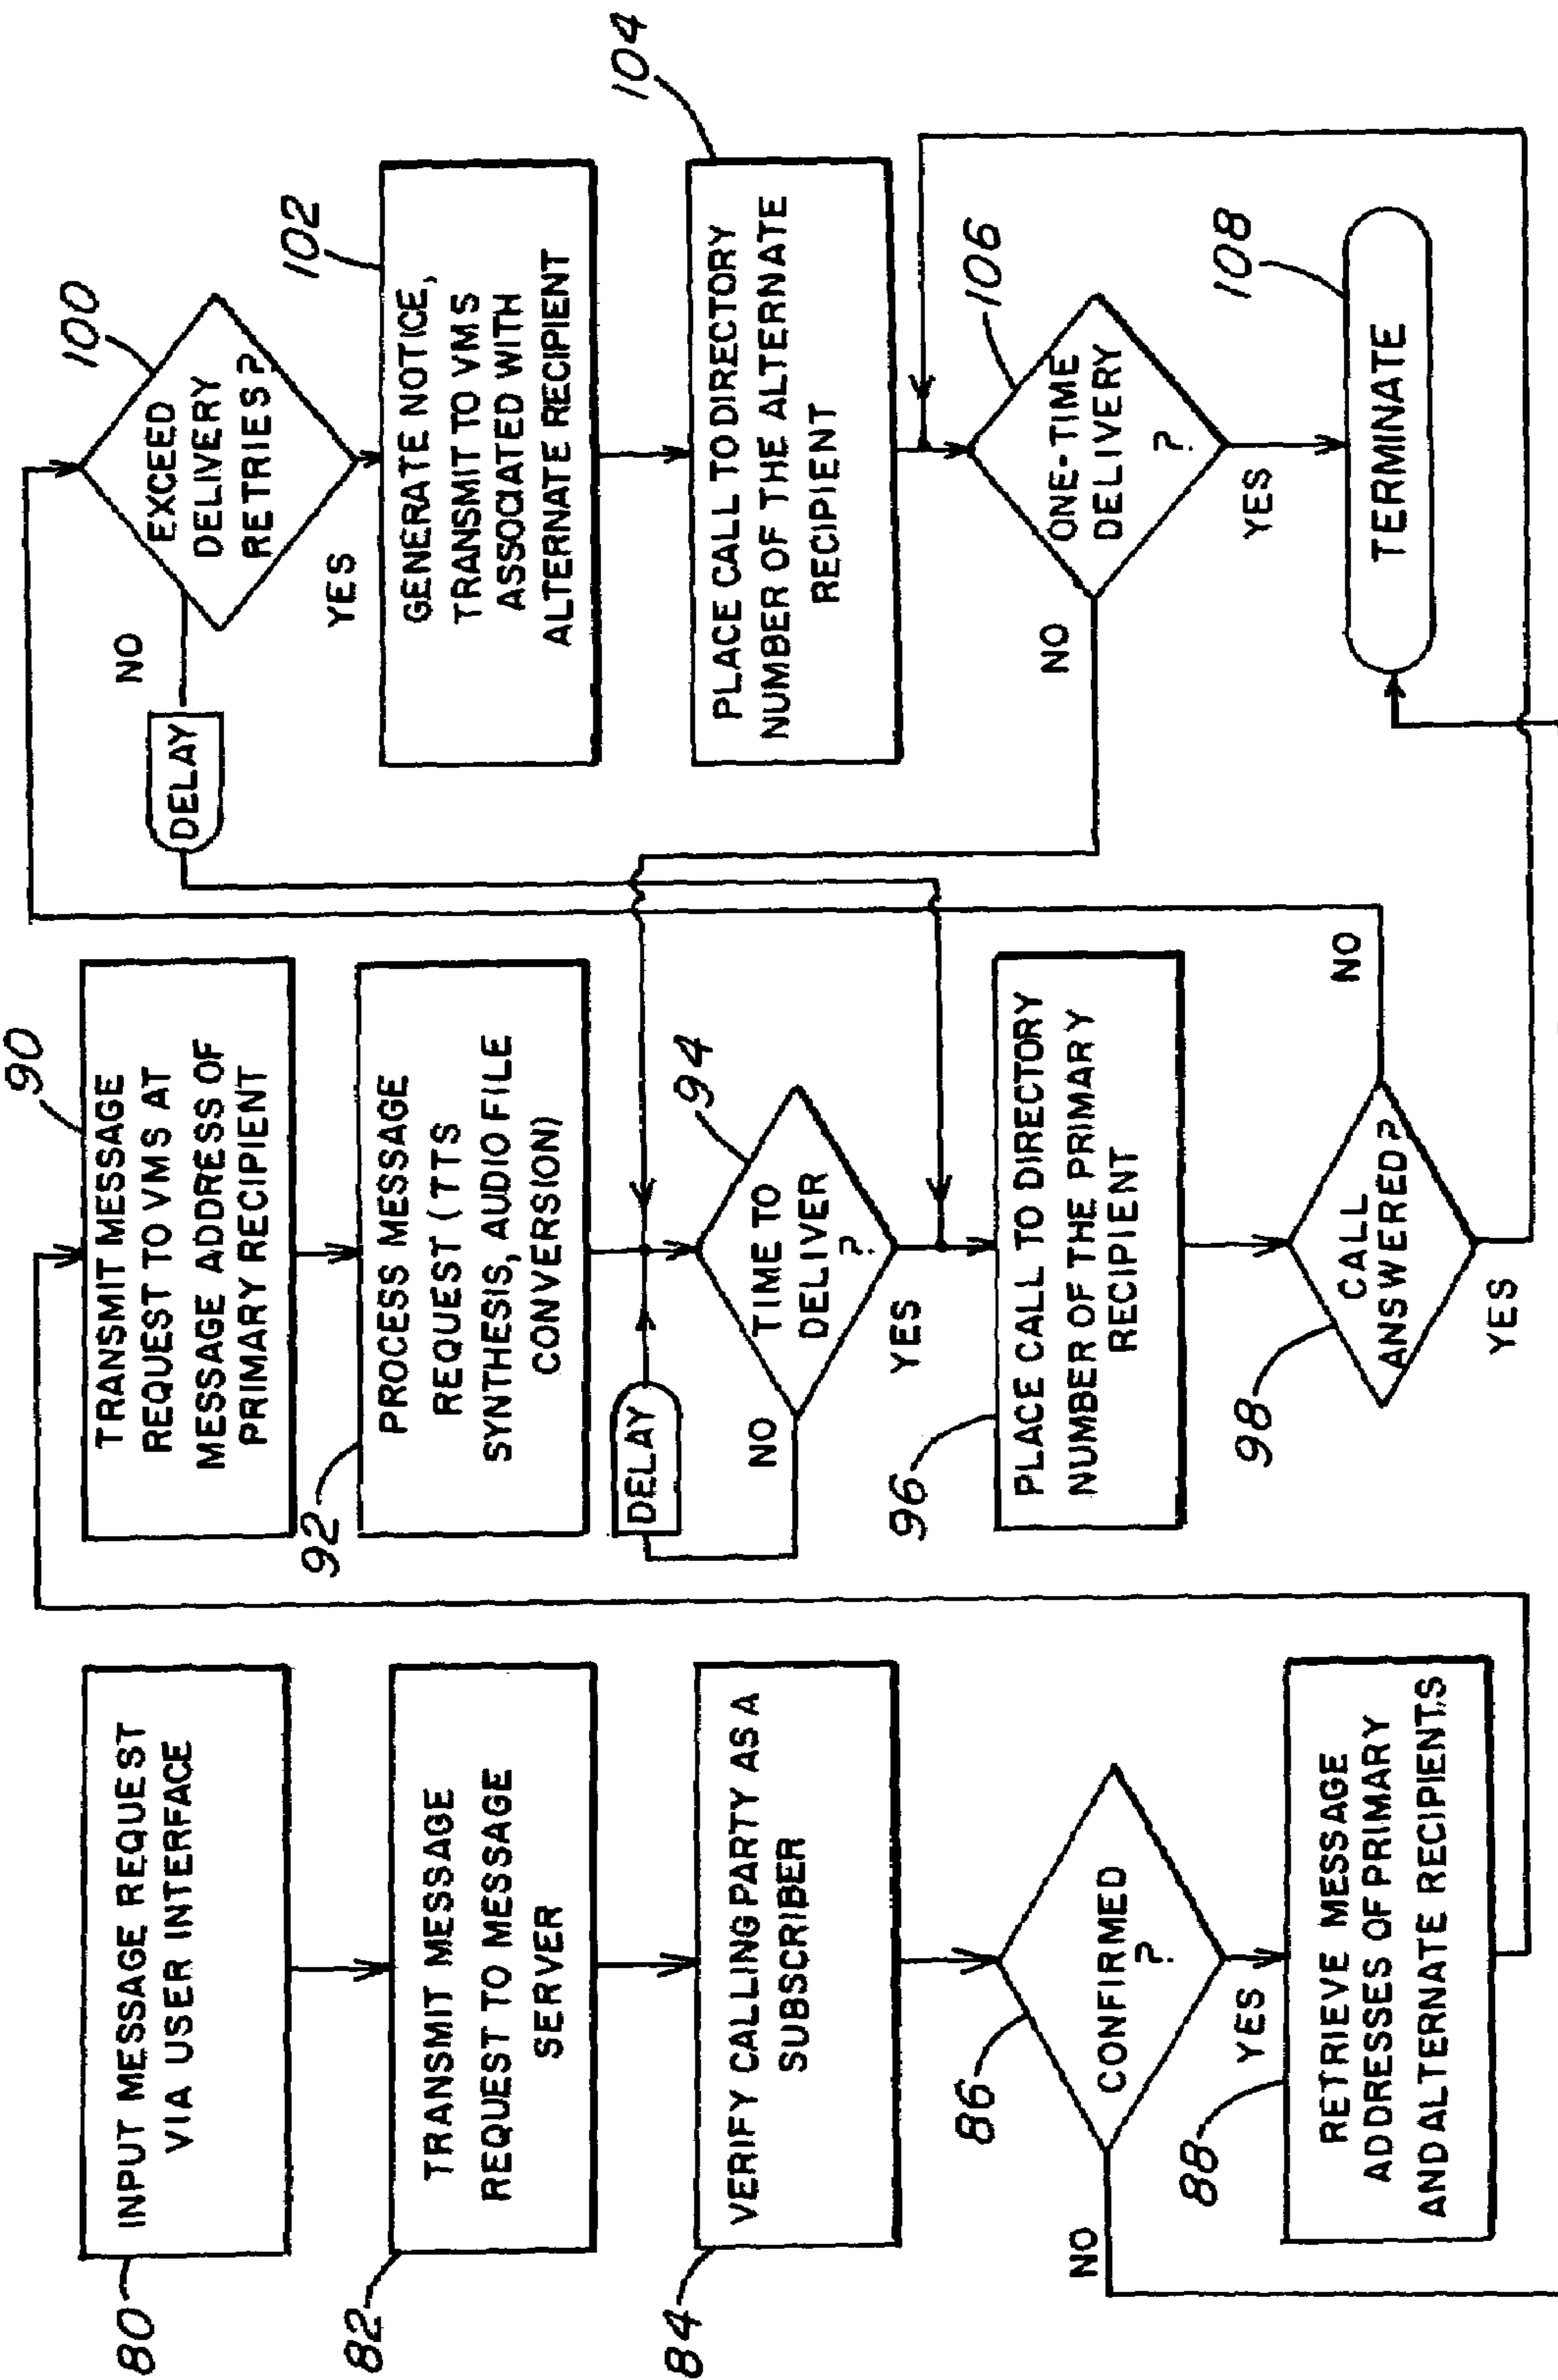 80
INPUT MESSAGE REQUEST
VIA USER INTERFACE
82
TRANSMIT MESSAGE
REQUEST TO MESSAGE
SERVER
84
VERIFY CALLING PARTY AS A
SUBSCRIBER
86
CONFIRMED
?
NO
YES
88
RETRIEVE MESSAGE
ADDRESSES OF PRIMARY
AND ALTERNATE RECIPIENTS
90
TRANSMIT MESSAGE
REQUEST TO VMS AT
MESSAGE ADDRESS OF
PRIMARY RECIPIENT
92
PROCESS MESSAGE
REQUEST (TTS
SYNTHESIS, AUDIO FILE
CONVERSION)
DELAY
94
TIME TO
DELIVER
?
NO
YES
96
PLACE CALL TO DIRECTORY
NUMBER OF THE PRIMARY
RECIPIENT
98
CALL
ANSWERED?
NO
YES
100
EXCEED
DELIVERY
RETRIES?
NO
DELAY
YES
102
GENERATE NOTICE,
TRANSMIT TO VMS
ASSOCIATED WITH
ALTERNATE RECIPIENT
104
PLACE CALL TO DIRECTORY
NUMBER OF THE ALTERNATE
RECIPIENT
106
ONE-TIME
DELIVERY
?
NO
YES
108
TERMINATE